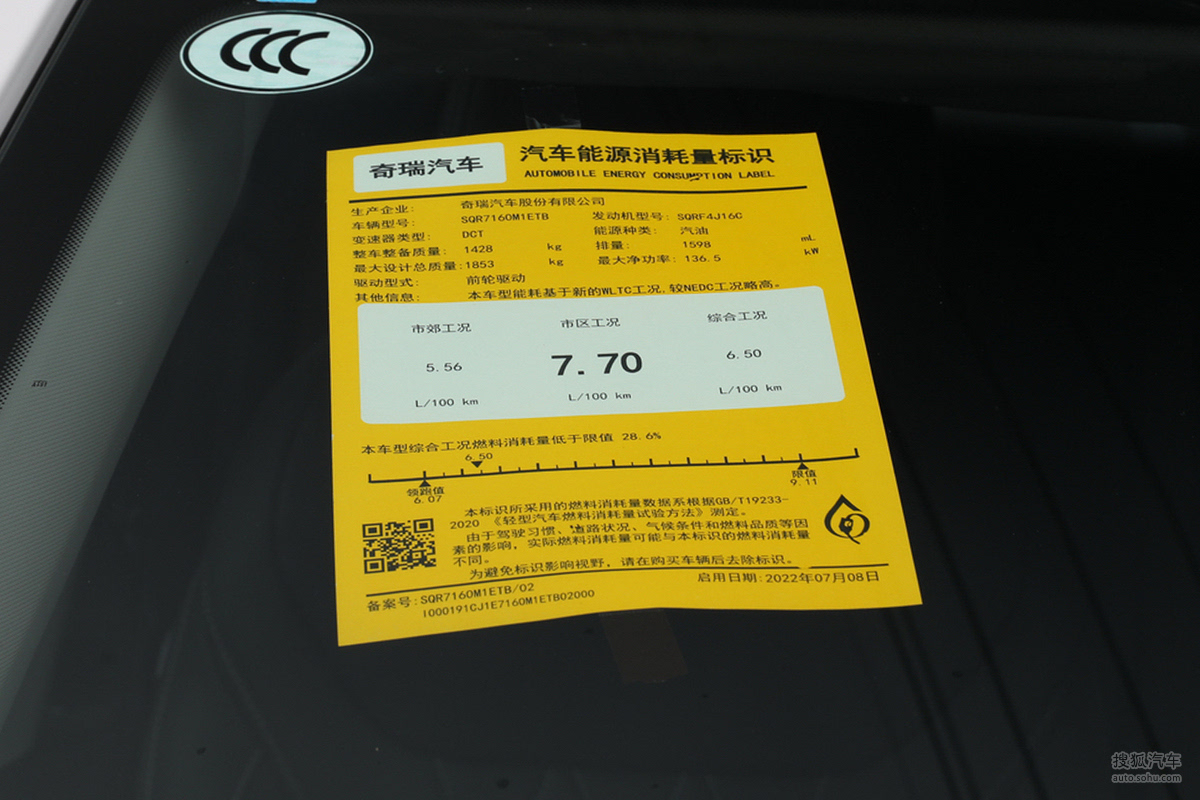 CCC
奇瑞汽车
汽车能源消耗量标识
AUTOMOBILE ENERGY CONSUMPTION LABEL
生产企业: 奇瑞汽车股份有限公司
车辆型号: SQR7160M1ETB 发动机型号: SQRF4J16C
变速器类型: DCT 能源种类: 汽油
整车整备质量: 1428 kg 排量: 1598 mL
最大设计总质量:1853 kg 最大净功率: 136.5 kW
驱动型式: 前轮驱动
其他信息: 本车型能耗基于新的WLTC工况,较NEDC工况略高。
市郊工况 市区工况 综合工况
5.56 7.70 6.50
L/100 km L/100 km L/100 km
本车型综合工况燃料消耗量低于限值 28.6%
6.50
领跑值 限值
6.07 9.11
本标识所采用的燃料消耗量数据系根据GB/T19233-
2020 《轻型汽车燃料消耗量试验方法》测定。
由于驾驶习惯、道路状况、气候条件和燃料品质等因
素的影响，实际燃料消耗量可能与本标识的燃料消耗量
不同。
为避免标识影响视野，请在购买车辆后去除标识。
备案号:SQR7160M1ETB/02 启用日期:2022年07月08日
I000191CJ1E7160M1ETB02000
搜狐汽车
auto.sohu.com